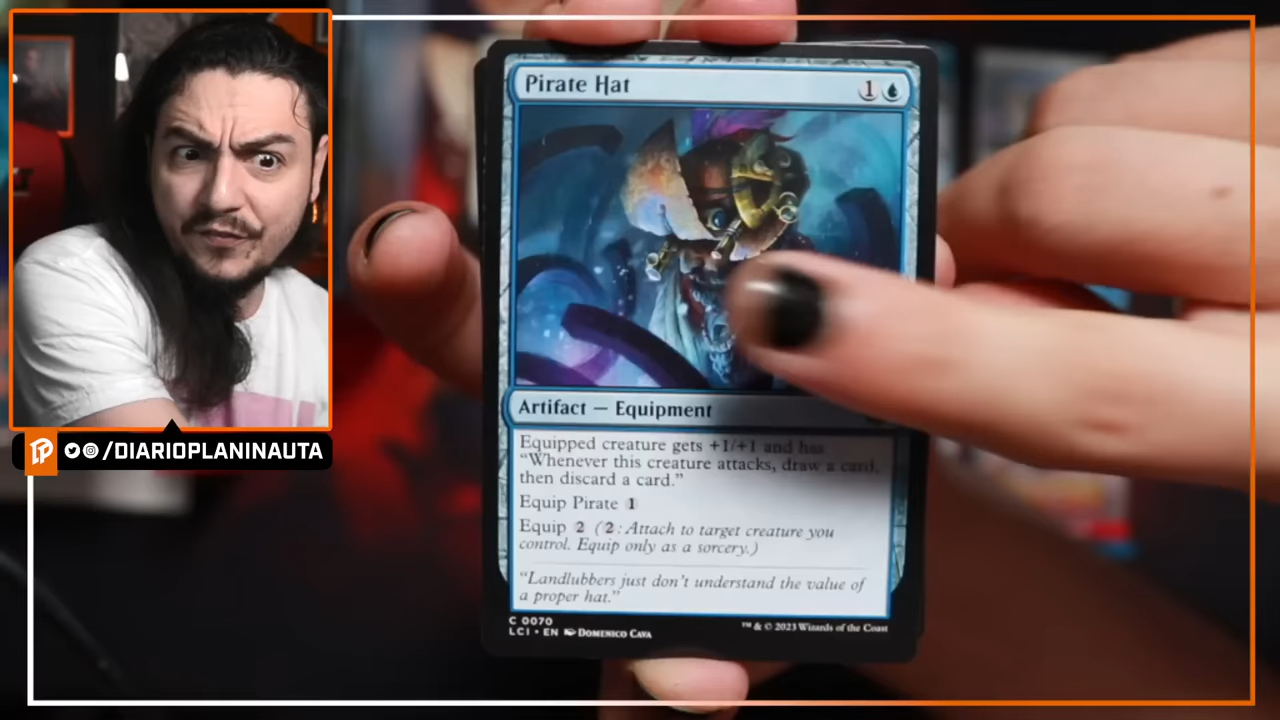 Pirate Hat 1
Artifact — Equipment
Equipped creature gets +1/+1 and has
“Whenever this creature attacks, draw a card,
then discard a card.”
Equip Pirate 1
Equip 2 (2: Attach to target creature you
control. Equip only as a sorcery.)
“Landlubbers just don’t understand the value of
a proper hat.”
C 0070
LCI • EN Domenico Cava
™ & © 2023 Wizards of the Coast
/DIARIOPLANINAUTA